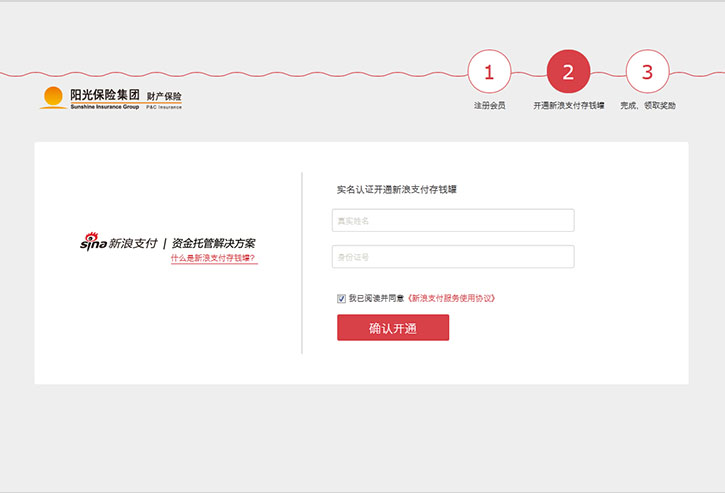 1
2
3
注册会员
开通新浪支付存钱罐
完成、领取奖励
阳光保险集团 财产保险
Sunshine Insurance Group P&C Insurance
实名认证开通新浪支付存钱罐
真实姓名
sina新浪支付 | 资金托管解决方案
什么是新浪支付存钱罐?
身份证号
我已阅读并同意《新浪支付服务使用协议》
确认开通